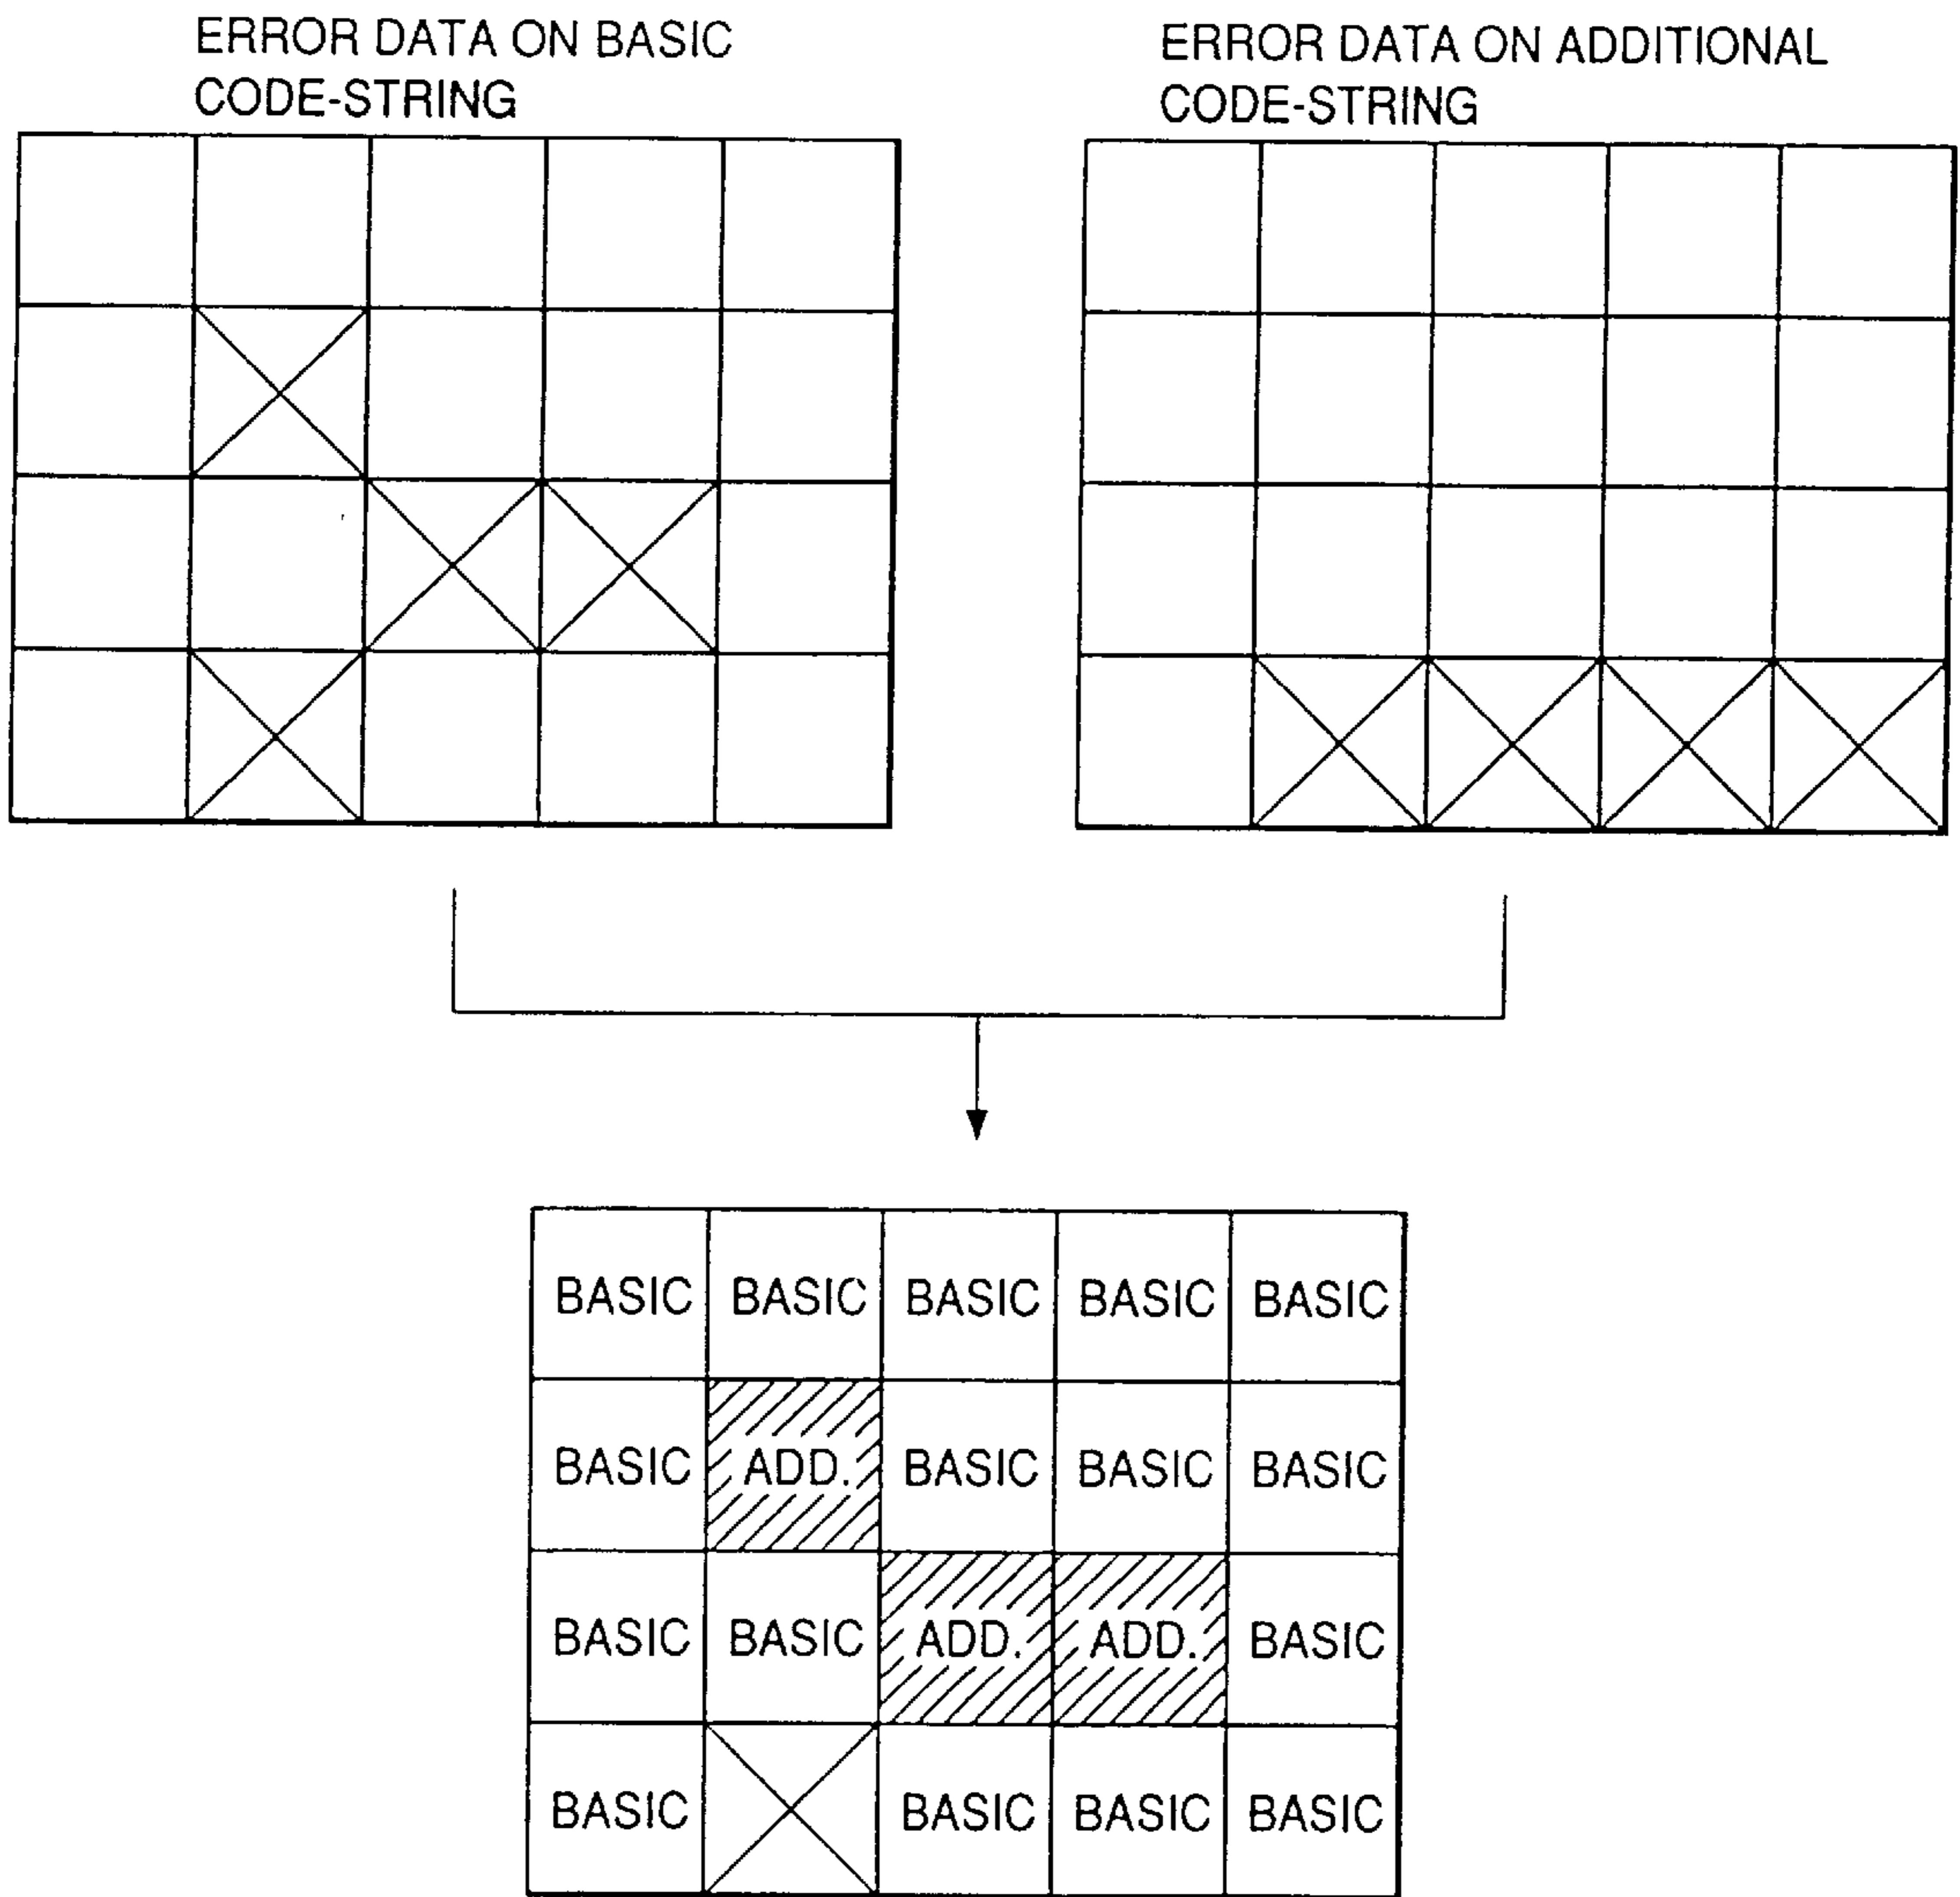 ERROR DATA ON BASIC
CODE-STRING
ERROR DATA ON ADDITIONAL
CODE-STRING
BASIC BASIC BASIC BASIC BASIC
BASIC ADD. BASIC BASIC BASIC
BASIC BASIC ADD. ADD. BASIC
BASIC BASIC BASIC BASIC